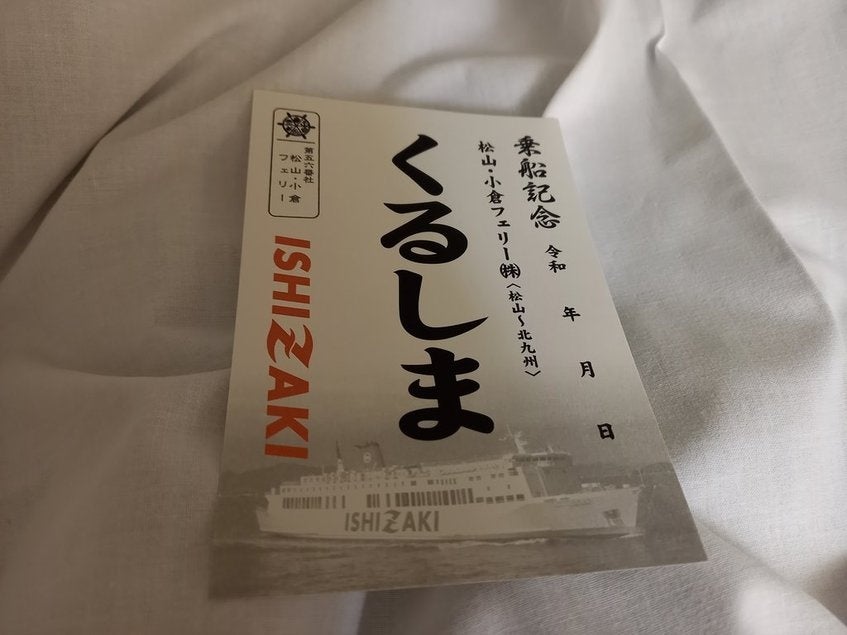 乗船記念
令和 年 月 日
松山・小倉フェリー㈱〈松山～北九州〉
くるしま
第五六番社
松山・小倉
フェリー
ISHIZAKI
ISHIZAKI